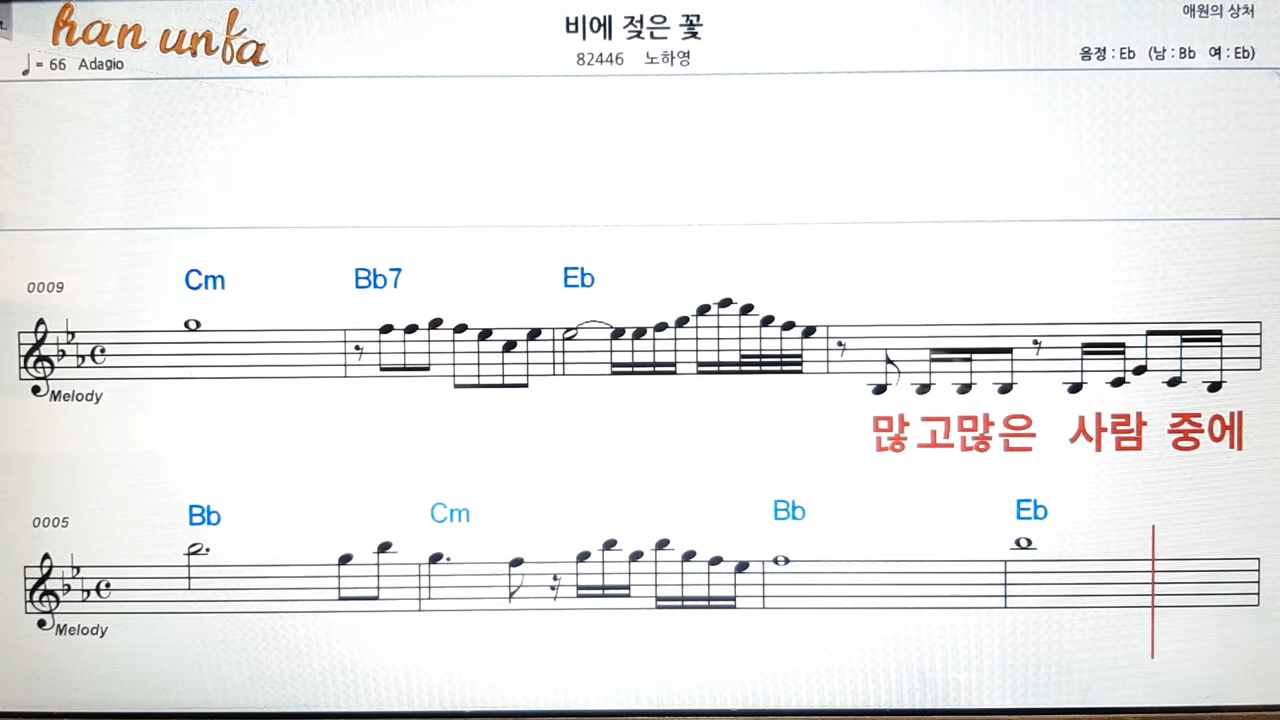 t.
han unfa
♩ = 66 Adagio
비에 젖은 꽃
82446 노하영
애원의 상처
음정 : Eb (남 : Bb 여 : Eb)
0009 Cm Bb7 Eb
Melody
많고많은 사람 중에
0005 Bb Cm Bb Eb
Melody